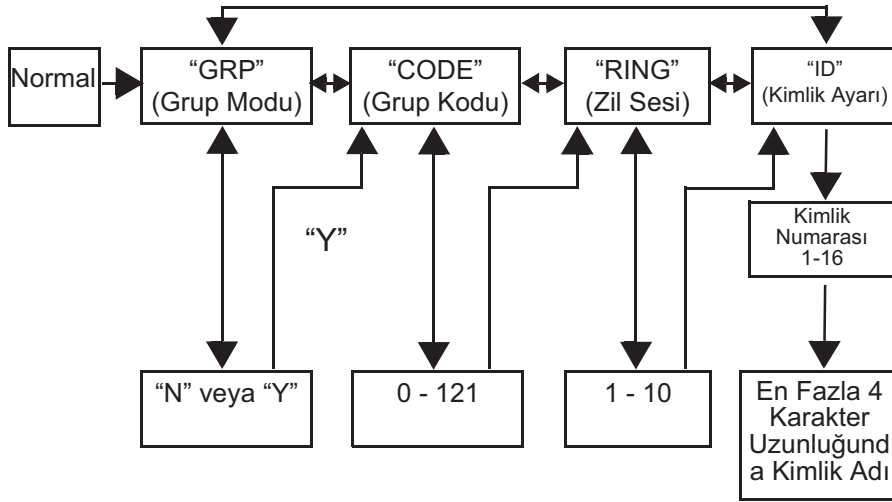 Normal
“GRP”
(Grup Modu)
“CODE”
(Grup Kodu)
“RING”
(Zil Sesi)
“ID”
(Kimlik Ayarı)
“Y”
Kimlik
Numarası
1-16
“N” veya “Y”
0 - 121
1 - 10
En Fazla 4
Karakter
Uzunluğund
a Kimlik Adı